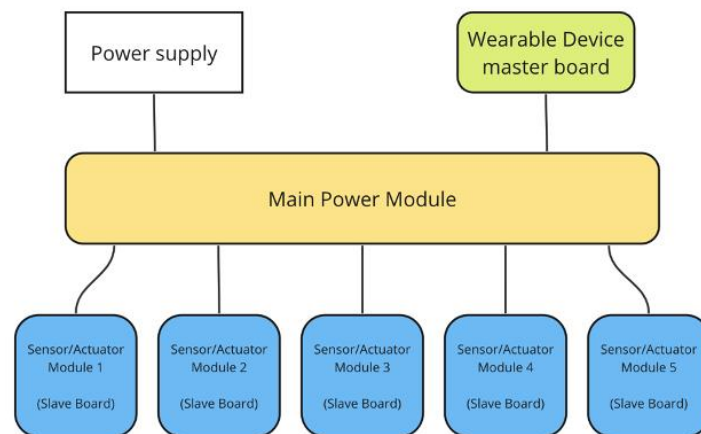 Power supply
Wearable Device
master board
Main Power Module
Sensor/Actuator
Module 1
(Slave Board)
Sensor/Actuator
Module 2
(Slave Board)
Sensor/Actuator
Module 3
(Slave Board)
Sensor/Actuator
Module 4
(Slave Board)
Sensor/Actuator
Module 5
(Slave Board)